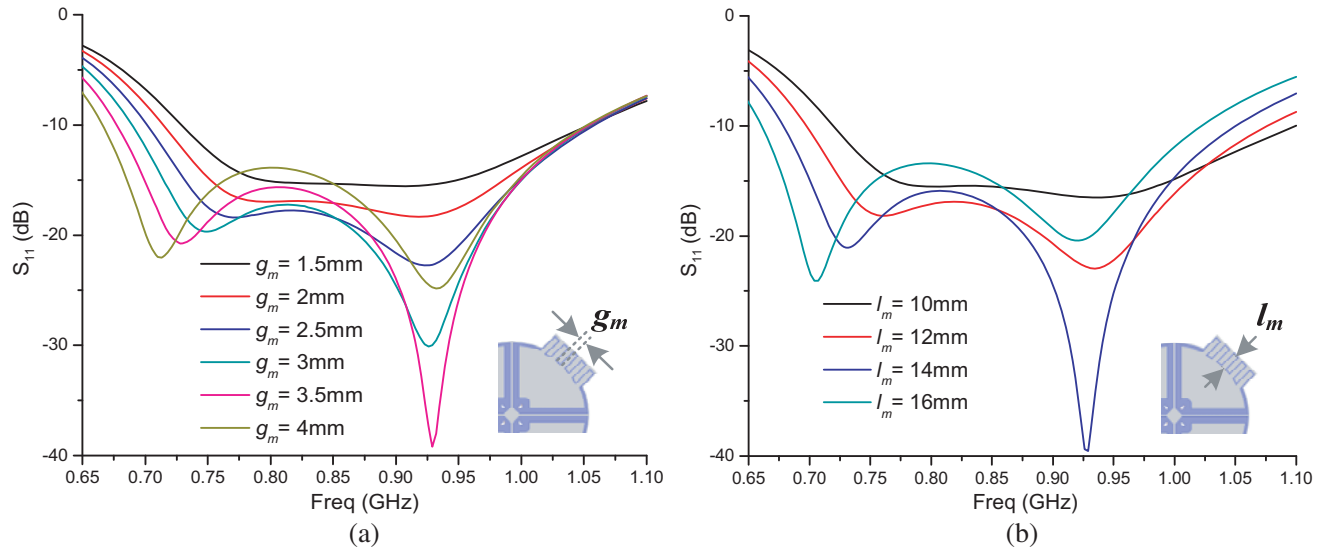 0
-10
-20
-30
-40
S11 (dB)
0.65 0.70 0.75 0.80 0.85 0.90 0.95 1.00 1.05 1.10
Freq (GHz)
gm= 1.5mm
gm= 2mm
gm= 2.5mm
gm= 3mm
gm= 3.5mm
gm= 4mm
gm
(a)
0
-10
-20
-30
-40
S11 (dB)
0.65 0.70 0.75 0.80 0.85 0.90 0.95 1.00 1.05 1.10
Freq (GHz)
lm= 10mm
lm= 12mm
lm= 14mm
lm= 16mm
lm
(b)